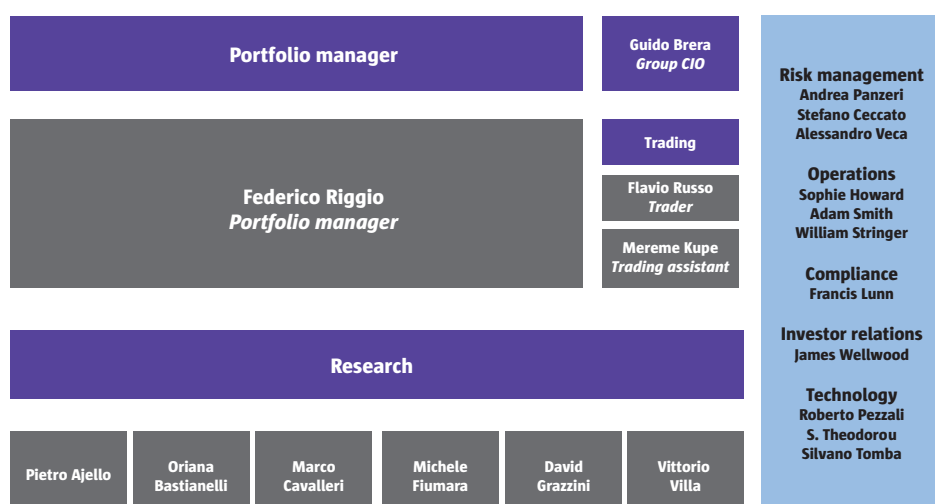 Portfolio manager
Guido Brera
Group CIO
Federico Riggio
Portfolio manager
Trading
Flavio Russo
Trader
Mereme Kupe
Trading assistant
Research
Pietro Ajello
Oriana
Bastianelli
Marco
Cavalleri
Michele
Fiumara
David
Grazzini
Vittorio
Villa
Risk management
Andrea Panzeri
Stefano Ceccato
Alessandro Veca
Operations
Sophie Howard
Adam Smith
William Stringer
Compliance
Francis Lunn
Investor relations
James Wellwood
Technology
Roberto Pezzali
S. Theodorou
Silvano Tomba